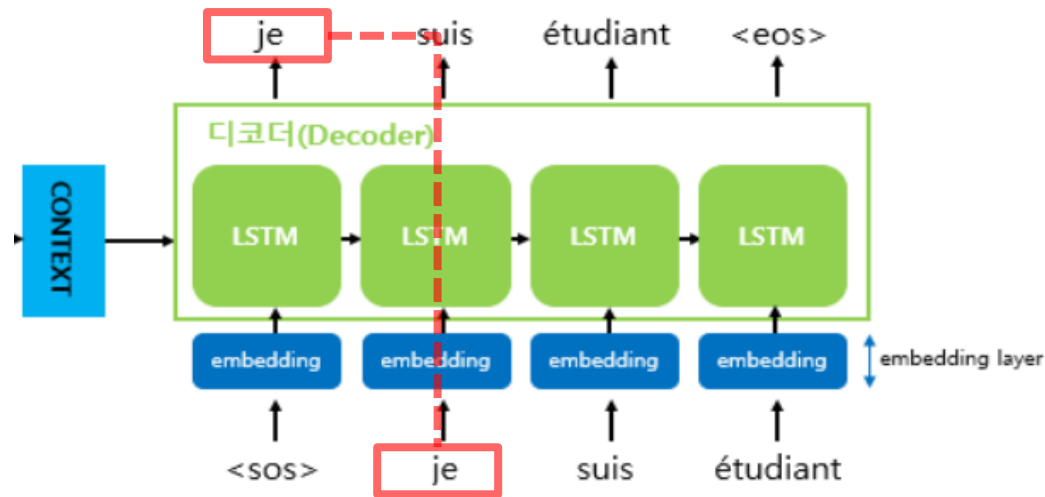 je suis étudiant <eos>
디코더(Decoder)
CONTEXT
LSTM LSTM LSTM LSTM
embedding embedding embedding embedding embedding layer
<sos> je suis étudiant